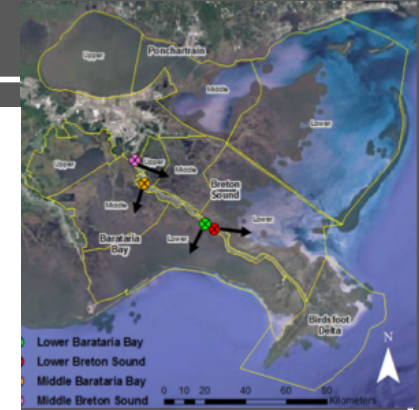 Ponchartrain
Upper
Middle
Lower
Upper
Upper
Middle
Breton
Sound
Middle
Lower
Barataria
Bay
Lower
Birdsfoot
Delta
N
Lower Barataria Bay
Lower Breton Sound
Middle Barataria Bay
Middle Breton Sound
0 10 20 40 60 80
Kilometers